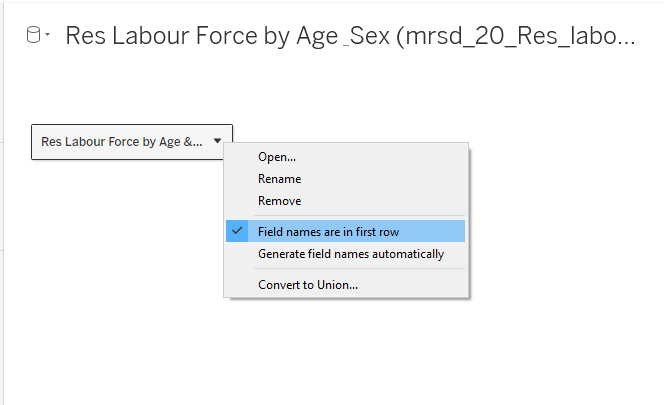 Res Labour Force by Age _Sex (mrsd_20_Res_labo...
Res Labour Force by Age &...
Open...
Rename
Remove
Field names are in first row
Generate field names automatically
Convert to Union...